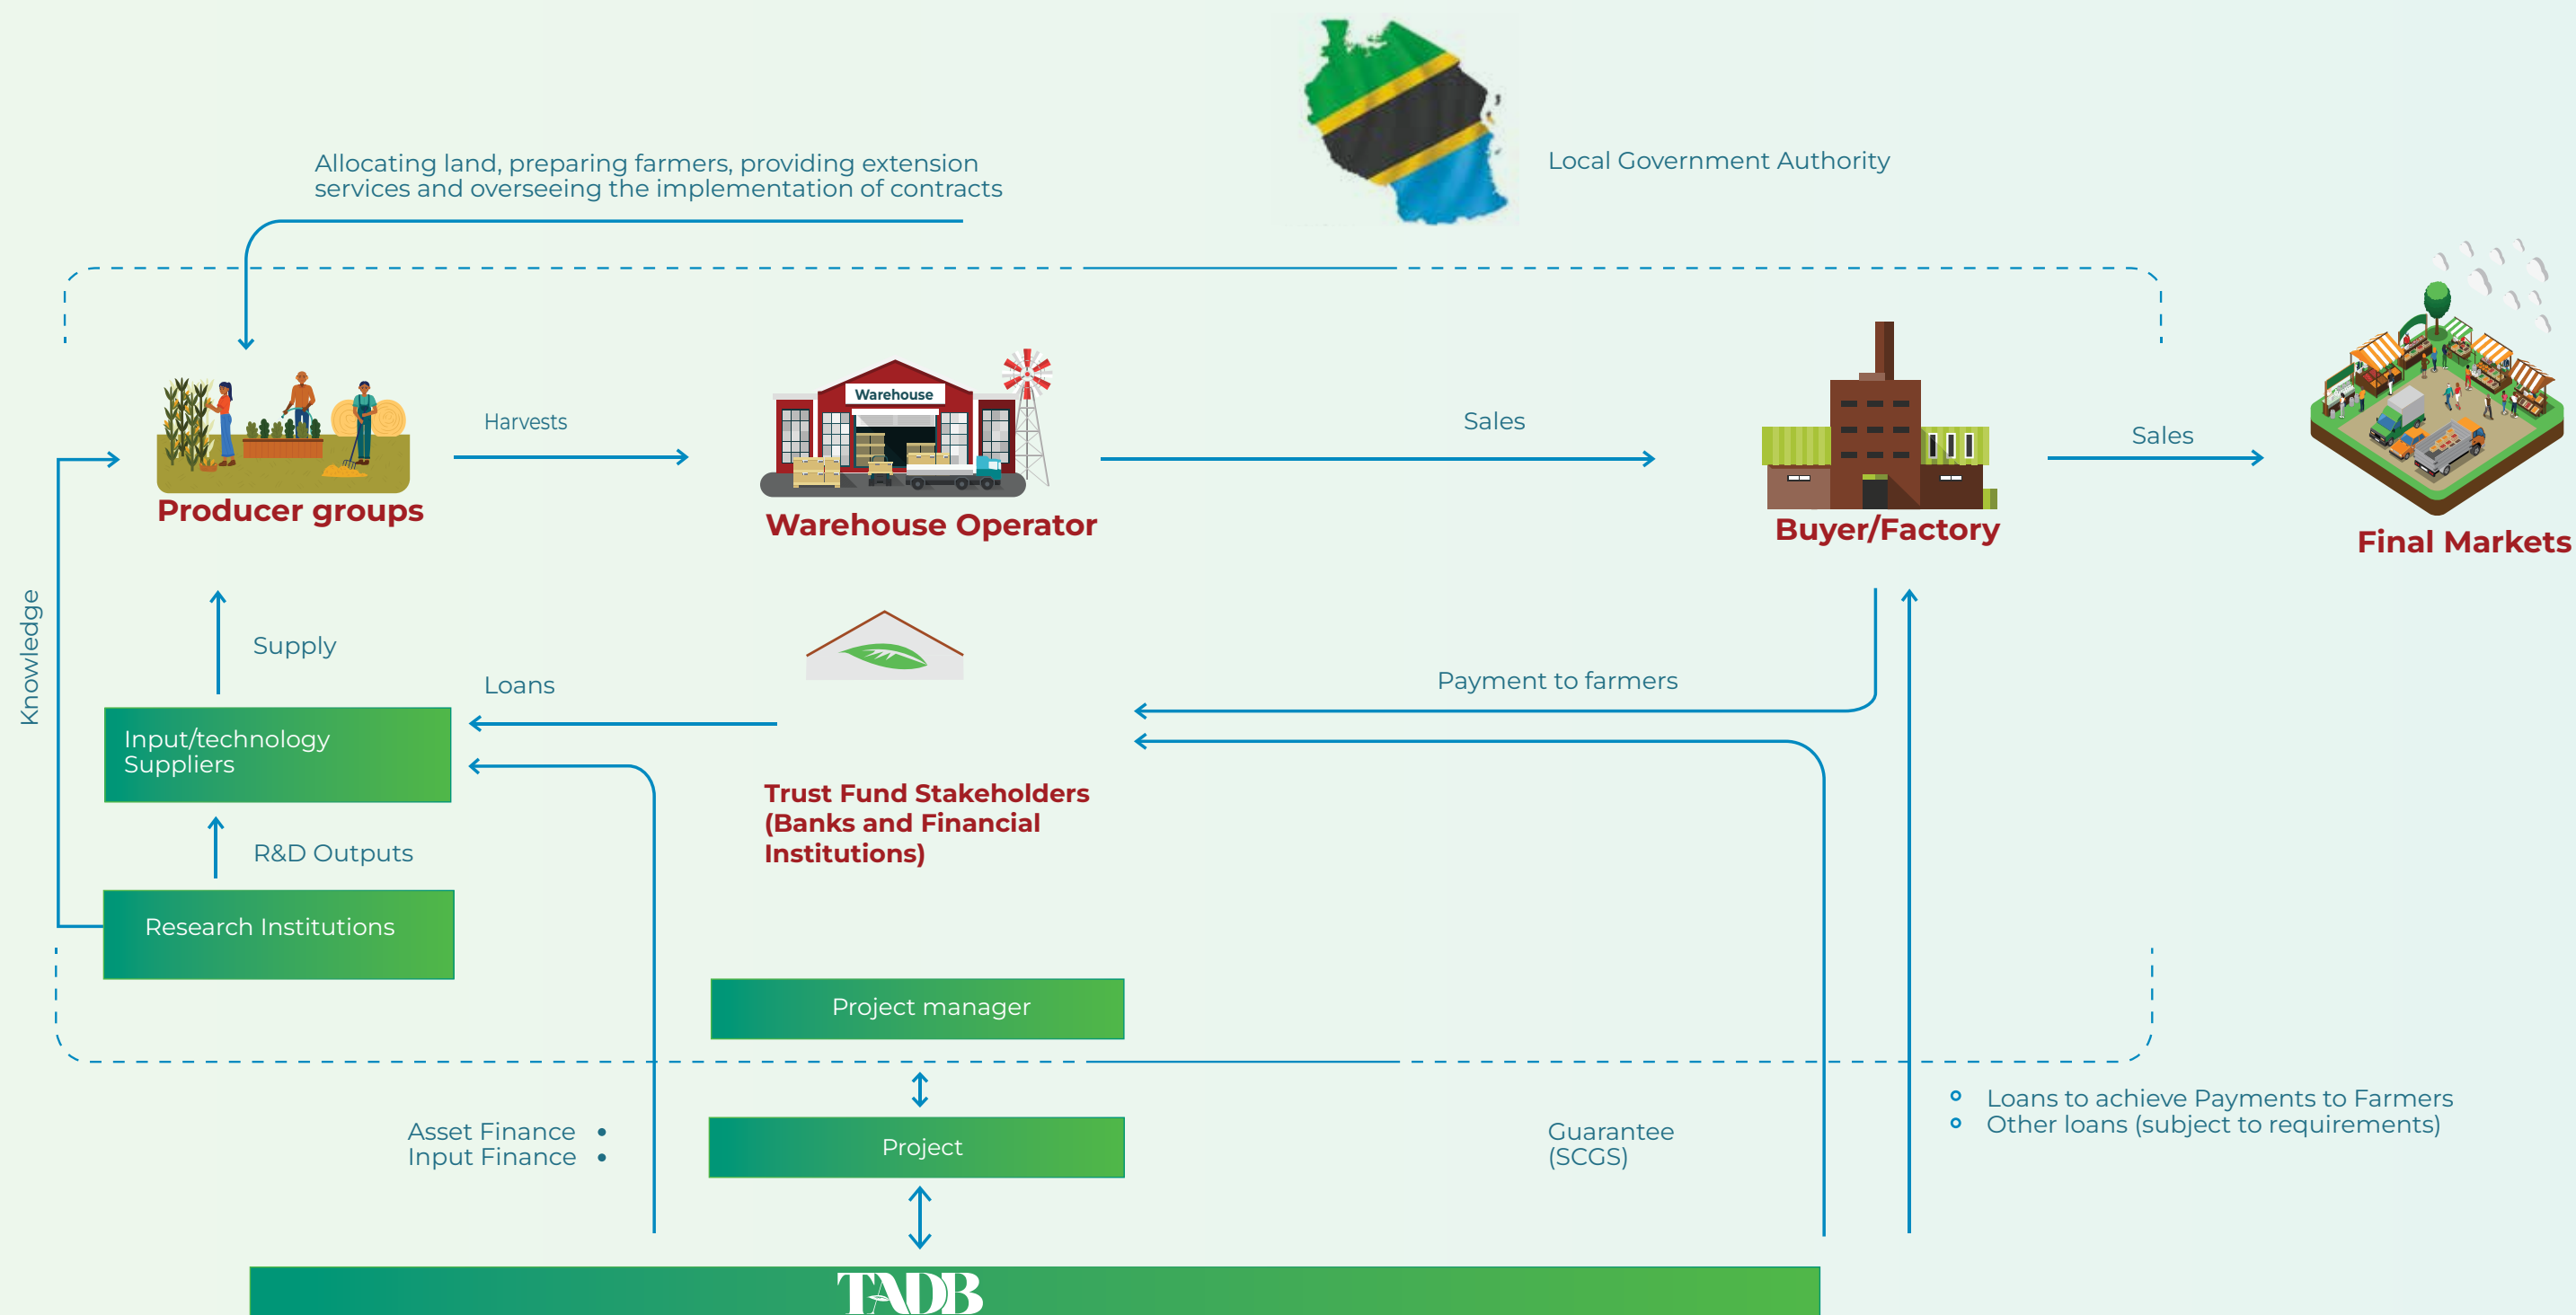 Allocating land, preparing farmers, providing extension
services and overseeing the implementation of contracts
Local Government Authority
Warehouse
Harvests
Sales
Sales
Producer groups
Warehouse Operator
Buyer/Factory
Final Markets
Knowledge
Supply
Loans
Payment to farmers
Input/technology
Suppliers
Trust Fund Stakeholders
(Banks and Financial
Institutions)
R&D Outputs
Research Institutions
Project manager
Asset Finance •
Input Finance •
Project
Guarantee
(SCGS)
Loans to achieve Payments to Farmers
Other loans (subject to requirements)
TADB